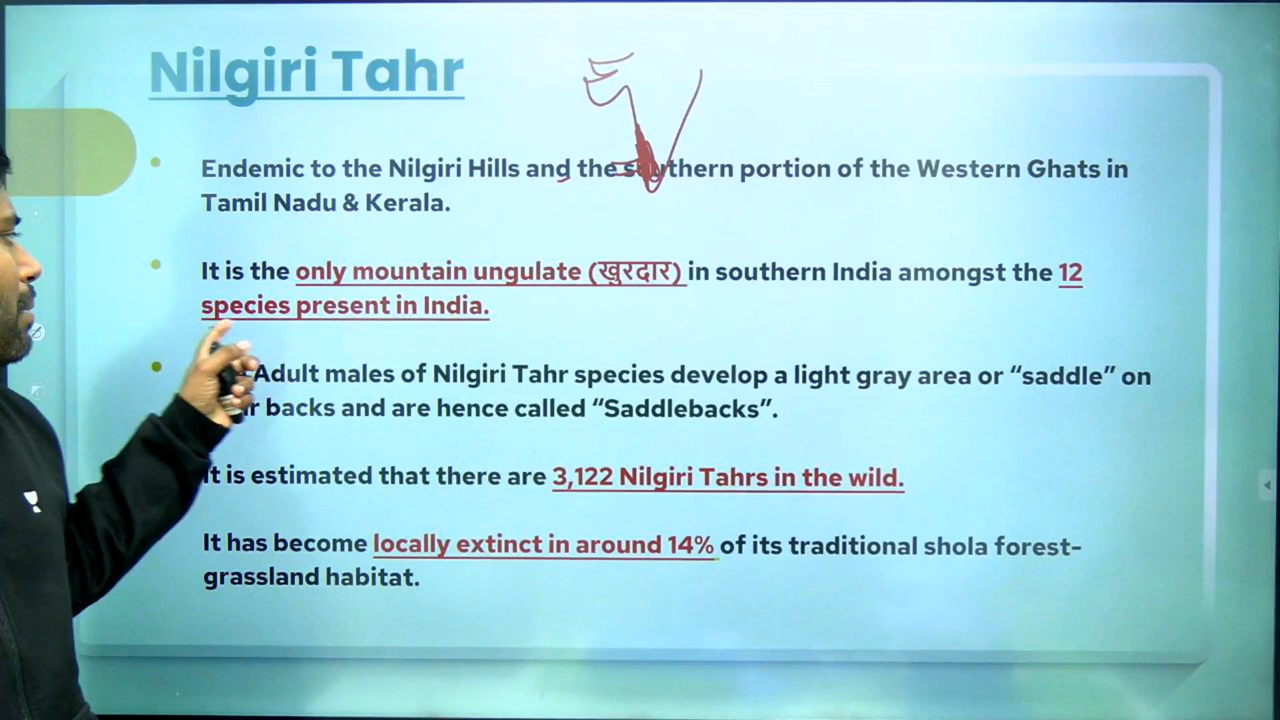 Nilgiri Tahr
Endemic to the Nilgiri Hills and the southern portion of the Western Ghats in
Tamil Nadu & Kerala.
It is the only mountain ungulate (खुरदार) in southern India amongst the 12
species present in India.
Adult males of Nilgiri Tahr species develop a light gray area or “saddle” on
backs and are hence called “Saddlebacks”.
It is estimated that there are 3,122 Nilgiri Tahrs in the wild.
It has become locally extinct in around 14% of its traditional shola forest-
grassland habitat.